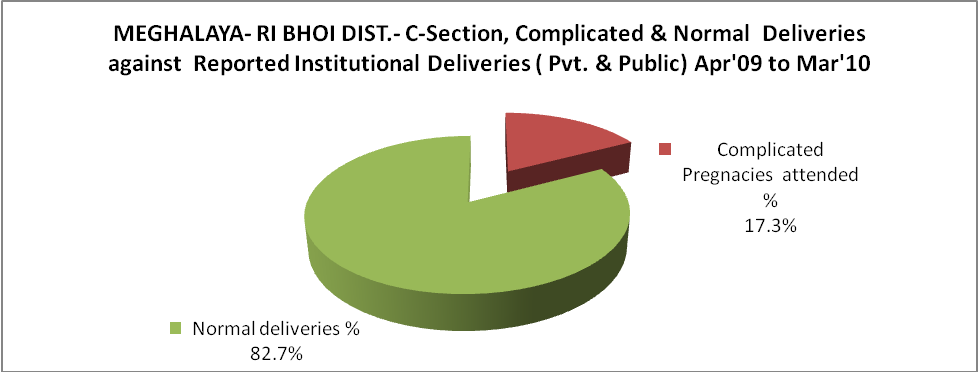 MEGHALAYA- RI BHOI DIST.- C-Section, Complicated & Normal Deliveries
against Reported Institutional Deliveries ( Pvt. & Public) Apr'09 to Mar'10
Complicated
Pregnacies attended
%
17.3%
Normal deliveries %
82.7%